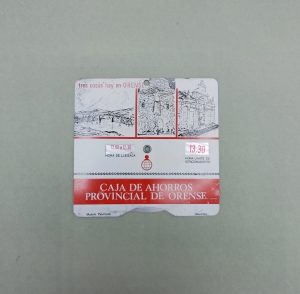 tres cosas hay en ORENSE
HORA DE LLEGADA
13:30
HORA LIMITE DE
ESTACIONAMIENTO
CAJA DE AHORROS
PROVINCIAL DE ORENSE